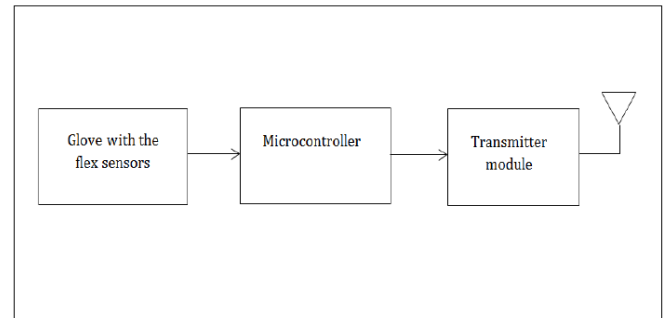 Glove with the
flex sensors
Microcontroller
Transmitter
module